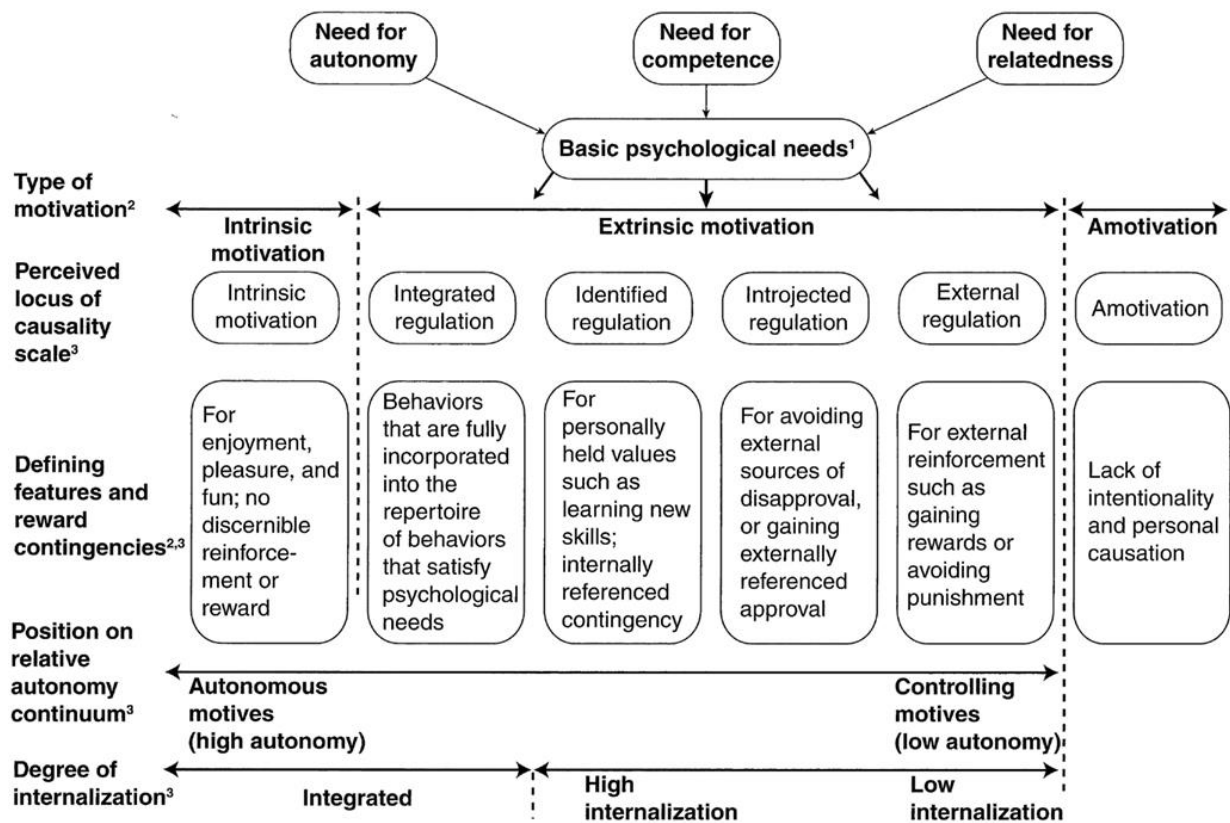 Need for
autonomy
Need for
competence
Need for
relatedness
Basic psychological needs¹
Type of
motivation²
Intrinsic
motivation
Extrinsic motivation
Amotivation
Perceived
locus of
causality
scale³
Intrinsic
motivation
Integrated
regulation
Identified
regulation
Introjected
regulation
External
regulation
Amotivation
Defining
features and
reward
contingencies²,³
For
enjoyment,
pleasure, and
fun; no
discernible
reinforce-
ment or
reward
Behaviors
that are fully
incorporated
into the
repertoire
of behaviors
that satisfy
psychological
needs
For
personally
held values
such as
learning new
skills;
internally
referenced
contingency
For avoiding
external
sources of
disapproval,
or gaining
externally
referenced
approval
For external
reinforcement
such as
gaining
rewards or
avoiding
punishment
Lack of
intentionality
and personal
causation
Position on
relative
autonomy
continuum³
Autonomous
motives
(high autonomy)
Controlling
motives
(low autonomy)
Degree of
internalization³
Integrated
High
internalization
Low
internalization